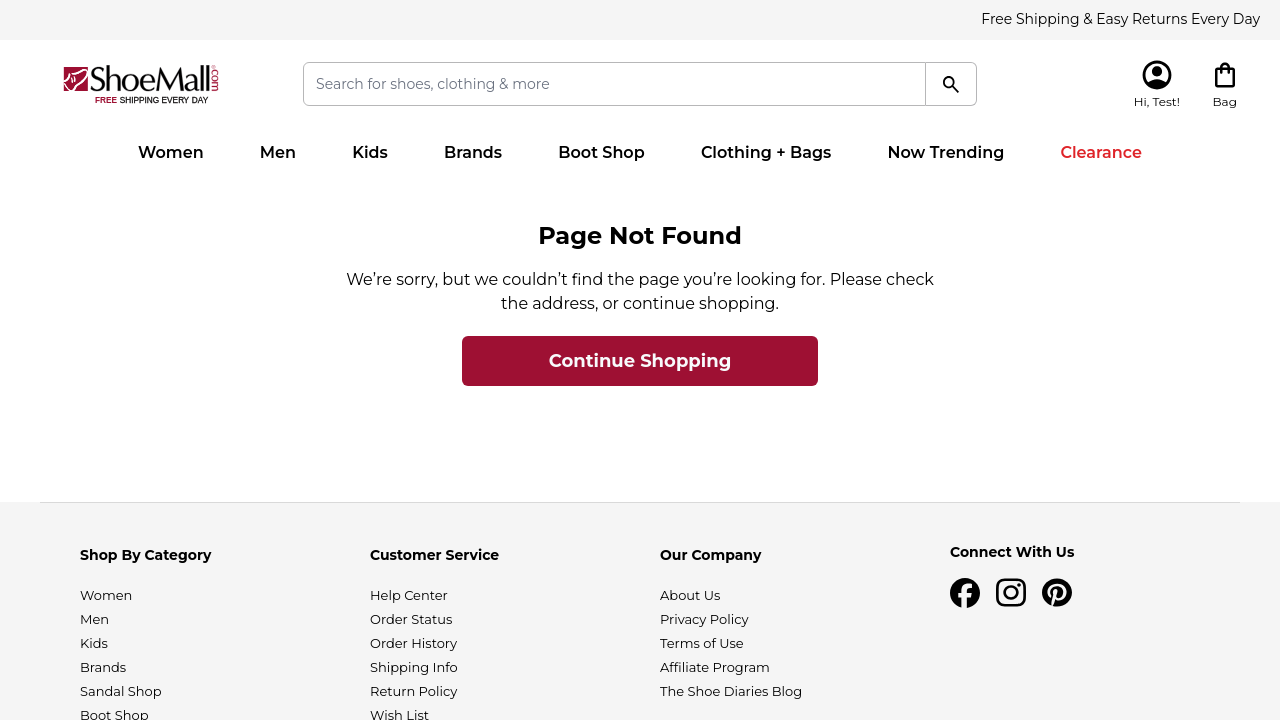 Free Shipping & Easy Returns Every Day
ShoeMall.com
FREE SHIPPING EVERY DAY
Search for shoes, clothing & more
Hi, Test!
Bag
Women
Men
Kids
Brands
Boot Shop
Clothing + Bags
Now Trending
Clearance
Page Not Found
We’re sorry, but we couldn’t find the page you’re looking for. Please check
the address, or continue shopping.
Continue Shopping
Shop By Category
Women
Men
Kids
Brands
Sandal Shop
Boot Shop
Customer Service
Help Center
Order Status
Order History
Shipping Info
Return Policy
Wish List
Our Company
About Us
Privacy Policy
Terms of Use
Affiliate Program
The Shoe Diaries Blog
Connect With Us